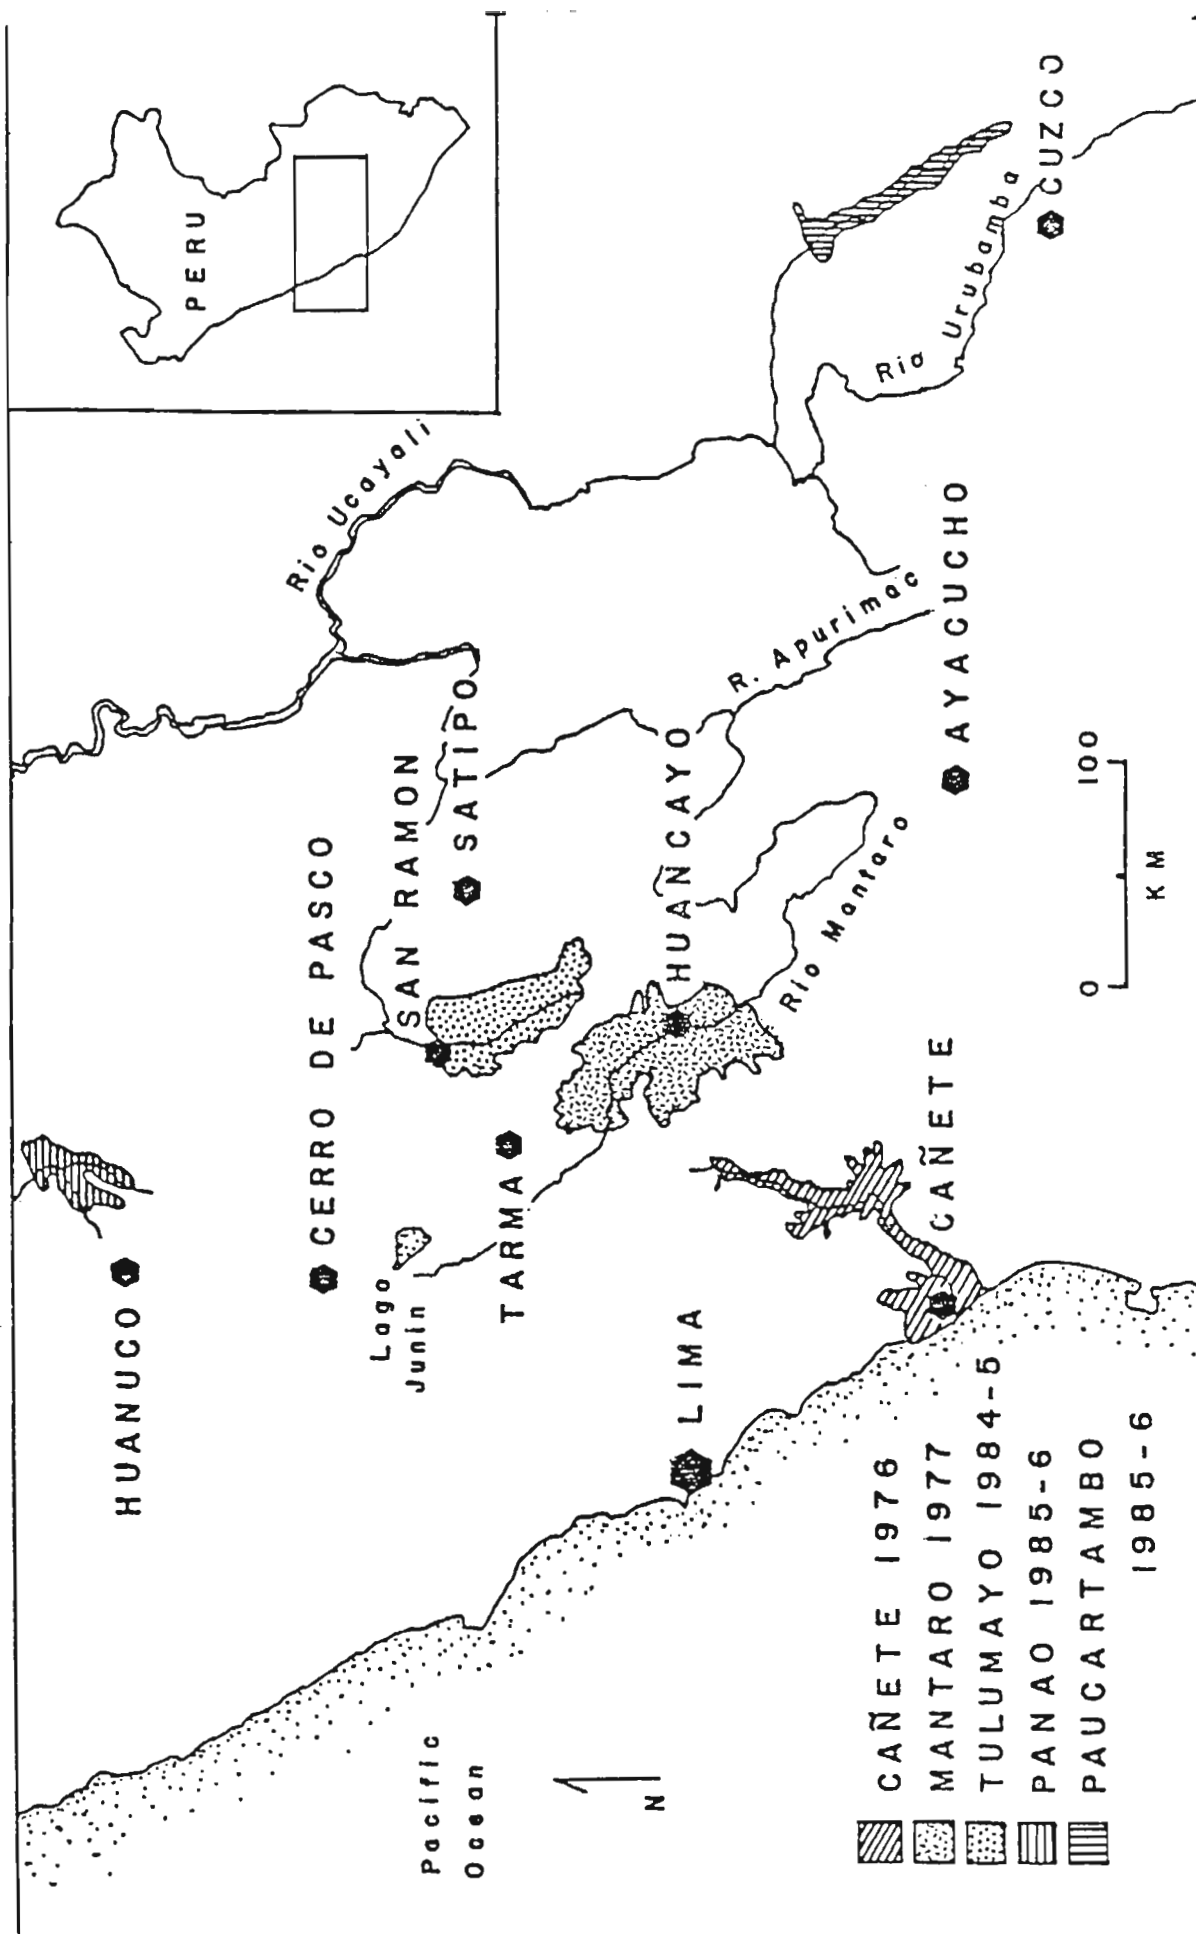 PERU
Rio Ucayali
HUANUCO
CERRO DE PASCO
SAN RAMON
SATIPO
Lago
Junin
TARMA
R. Apurimac
Rio Urubamba
HUANCAYO
LIMA
Rio Mantaro
CAÑETE
AYACUCHO
CUZCO
Pacific
Ocean
N
CAÑETE 1976
MANTARO 1977
TULUMAYO 1984-5
PANAO 1985-6
PAUCARTAMBO
1985-6
0 100
KM